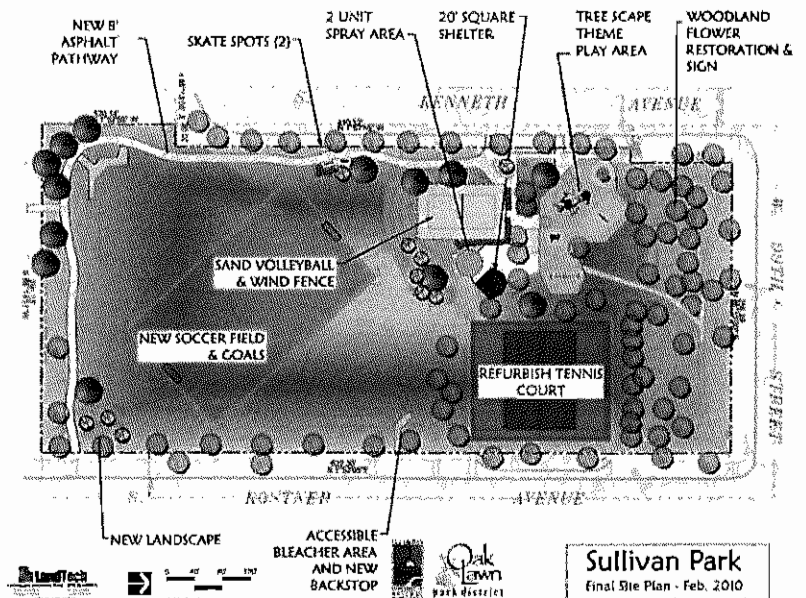 NEW 8'
ASPHALT
PATHWAY
SKATE SPOTS (2)
2 UNIT
SPRAY AREA
20' SQUARE
SHELTER
TREE SCAPE
THEME
PLAY AREA
WOODLAND
FLOWER
RESTORATION &
SIGN
S. KENNETH AVENUE
SAND VOLLEYBALL
& WIND FENCE
NEW SOCCER FIELD
& GOALS
REFURBISH TENNIS
COURT
STREET
S. KOSTNER AVENUE
NEW LANDSCAPE
ACCESSIBLE
BLEACHER AREA
AND NEW
BACKSTOP
LandTech
Oak
Lawn
park district
Sullivan Park
Final Site Plan - Feb. 2010